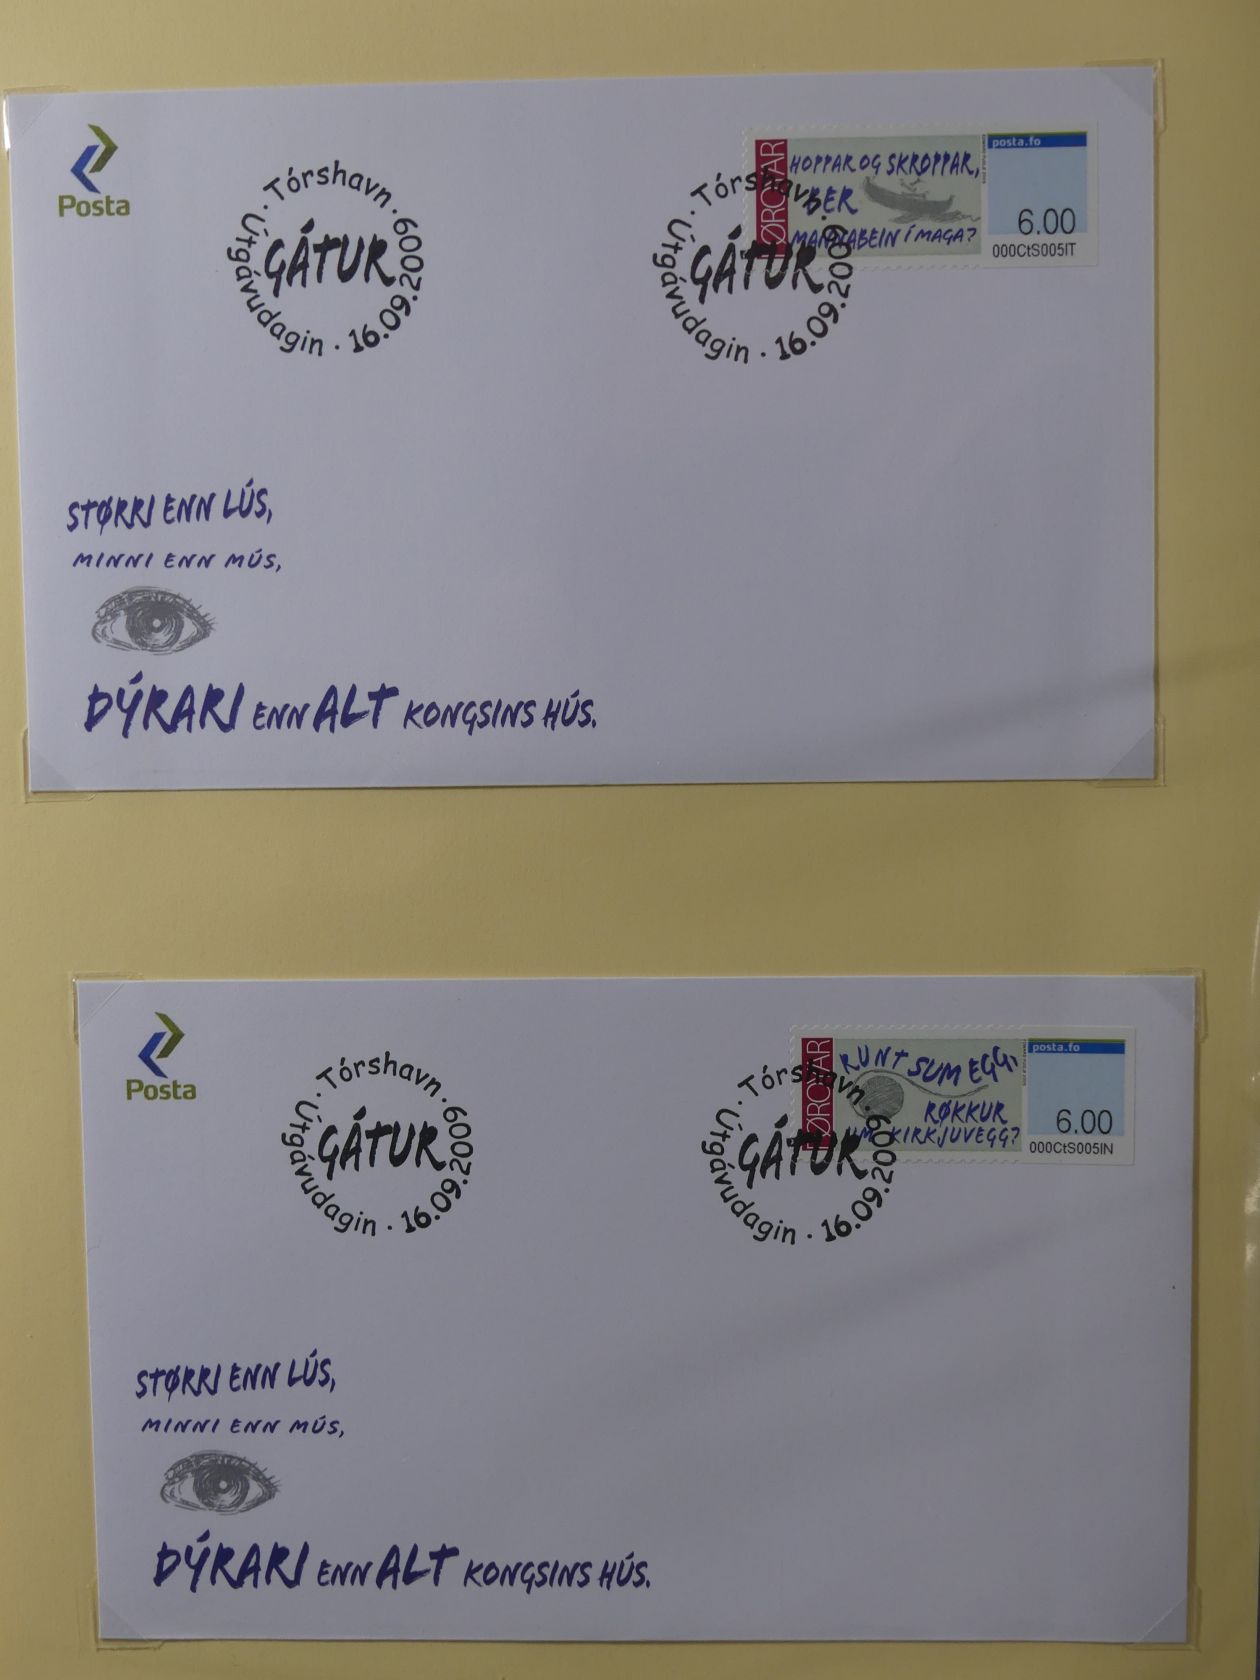 Posta
Tórshavn · 16.09.2009 · Útgávudagin ·
GÁTUR
Tórshavn · 16.09.2009 · Útgávudagin ·
GÁTUR
FØROYAR
HOPPAR OG SKROPPAR,
BER
MANNABEIN Í MAGA?
posta.fo
6.00
000CtS005IT
STØRRI ENN LÚS,
MINNI ENN MÚS,
DÝRARI ENN ALT KONGSINS HÚS.
Posta
Tórshavn · 16.09.2009 · Útgávudagin ·
GÁTUR
Tórshavn · 16.09.2009 · Útgávudagin ·
GÁTUR
FØROYAR
RUNT SUM EGG,
RØKKUR
UM KIRKJUVEGG?
posta.fo
6.00
000CtS005IN
STØRRI ENN LÚS,
MINNI ENN MÚS,
DÝRARI ENN ALT KONGSINS HÚS.